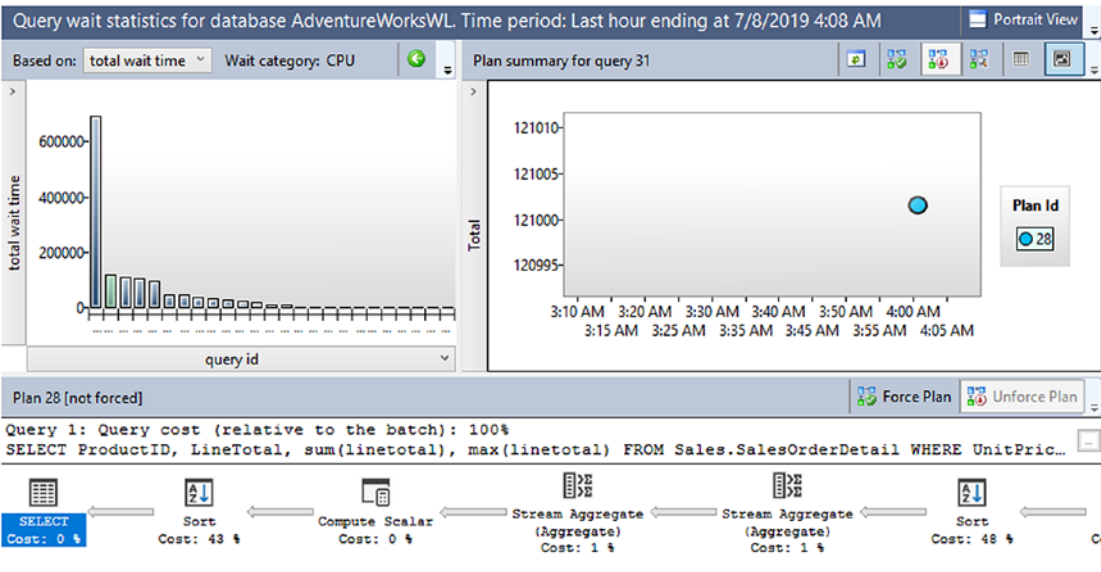 Query wait statistics for database AdventureWorksWL. Time period: Last hour ending at 7/8/2019 4:08 AM
Portrait View
Based on: total wait time Wait category: CPU
Plan summary for query 31
total wait time
600000
400000
200000
0
query id
Total
121010
121005
121000
120995
3:10 AM 3:20 AM 3:30 AM 3:40 AM 3:50 AM 4:00 AM
3:15 AM 3:25 AM 3:35 AM 3:45 AM 3:55 AM 4:05 AM
Plan Id
28
Plan 28 [not forced]
Force Plan Unforce Plan
Query 1: Query cost (relative to the batch): 100%
SELECT ProductID, LineTotal, sum(linetotal), max(linetotal) FROM Sales.SalesOrderDetail WHERE UnitPric…
SELECT
Cost: 0 %
Sort
Cost: 43 %
Compute Scalar
Cost: 0 %
Stream Aggregate
(Aggregate)
Cost: 1 %
Stream Aggregate
(Aggregate)
Cost: 1 %
Sort
Cost: 48 %